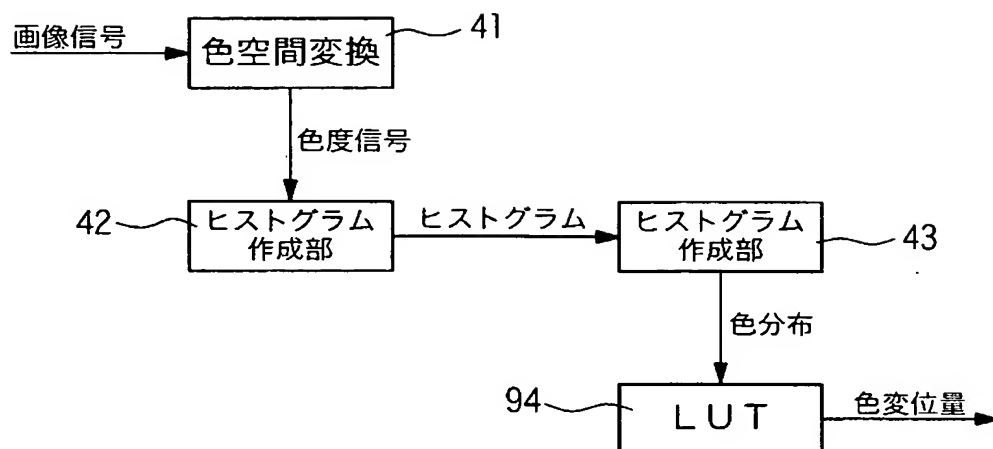 画像信号
色空間変換
41
色度信号
42
ヒストグラム
作成部
ヒストグラム
ヒストグラム
作成部
43
色分布
94
LUT
色変位量